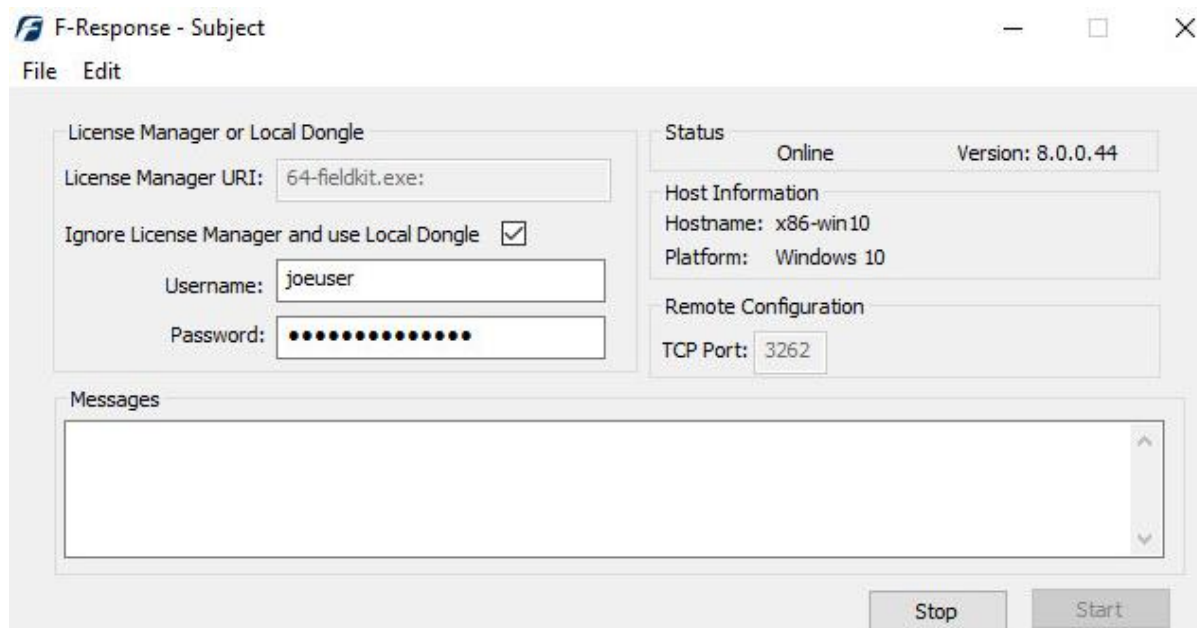 F-Response - Subject
File Edit
License Manager or Local Dongle
License Manager URI: 64-fieldkit.exe:
Ignore License Manager and use Local Dongle
Username: joeuser
Password: ●●●●●●●●●●●●●●
Status
Online Version: 8.0.0.44
Host Information
Hostname: x86-win10
Platform: Windows 10
Remote Configuration
TCP Port: 3262
Messages
Stop Start